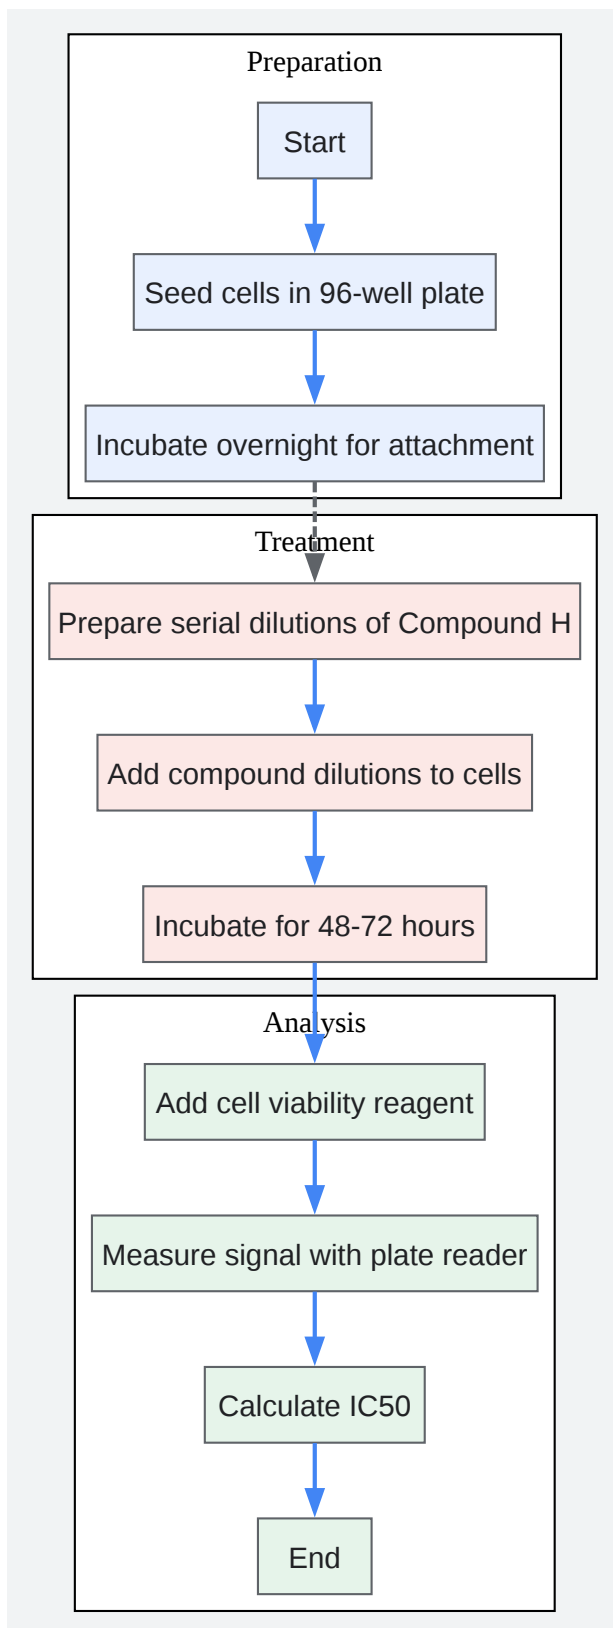 Preparation
Start
Seed cells in 96-well plate
Incubate overnight for attachment
Treatment
Prepare serial dilutions of Compound H
Add compound dilutions to cells
Incubate for 48-72 hours
Analysis
Add cell viability reagent
Measure signal with plate reader
Calculate IC50
End